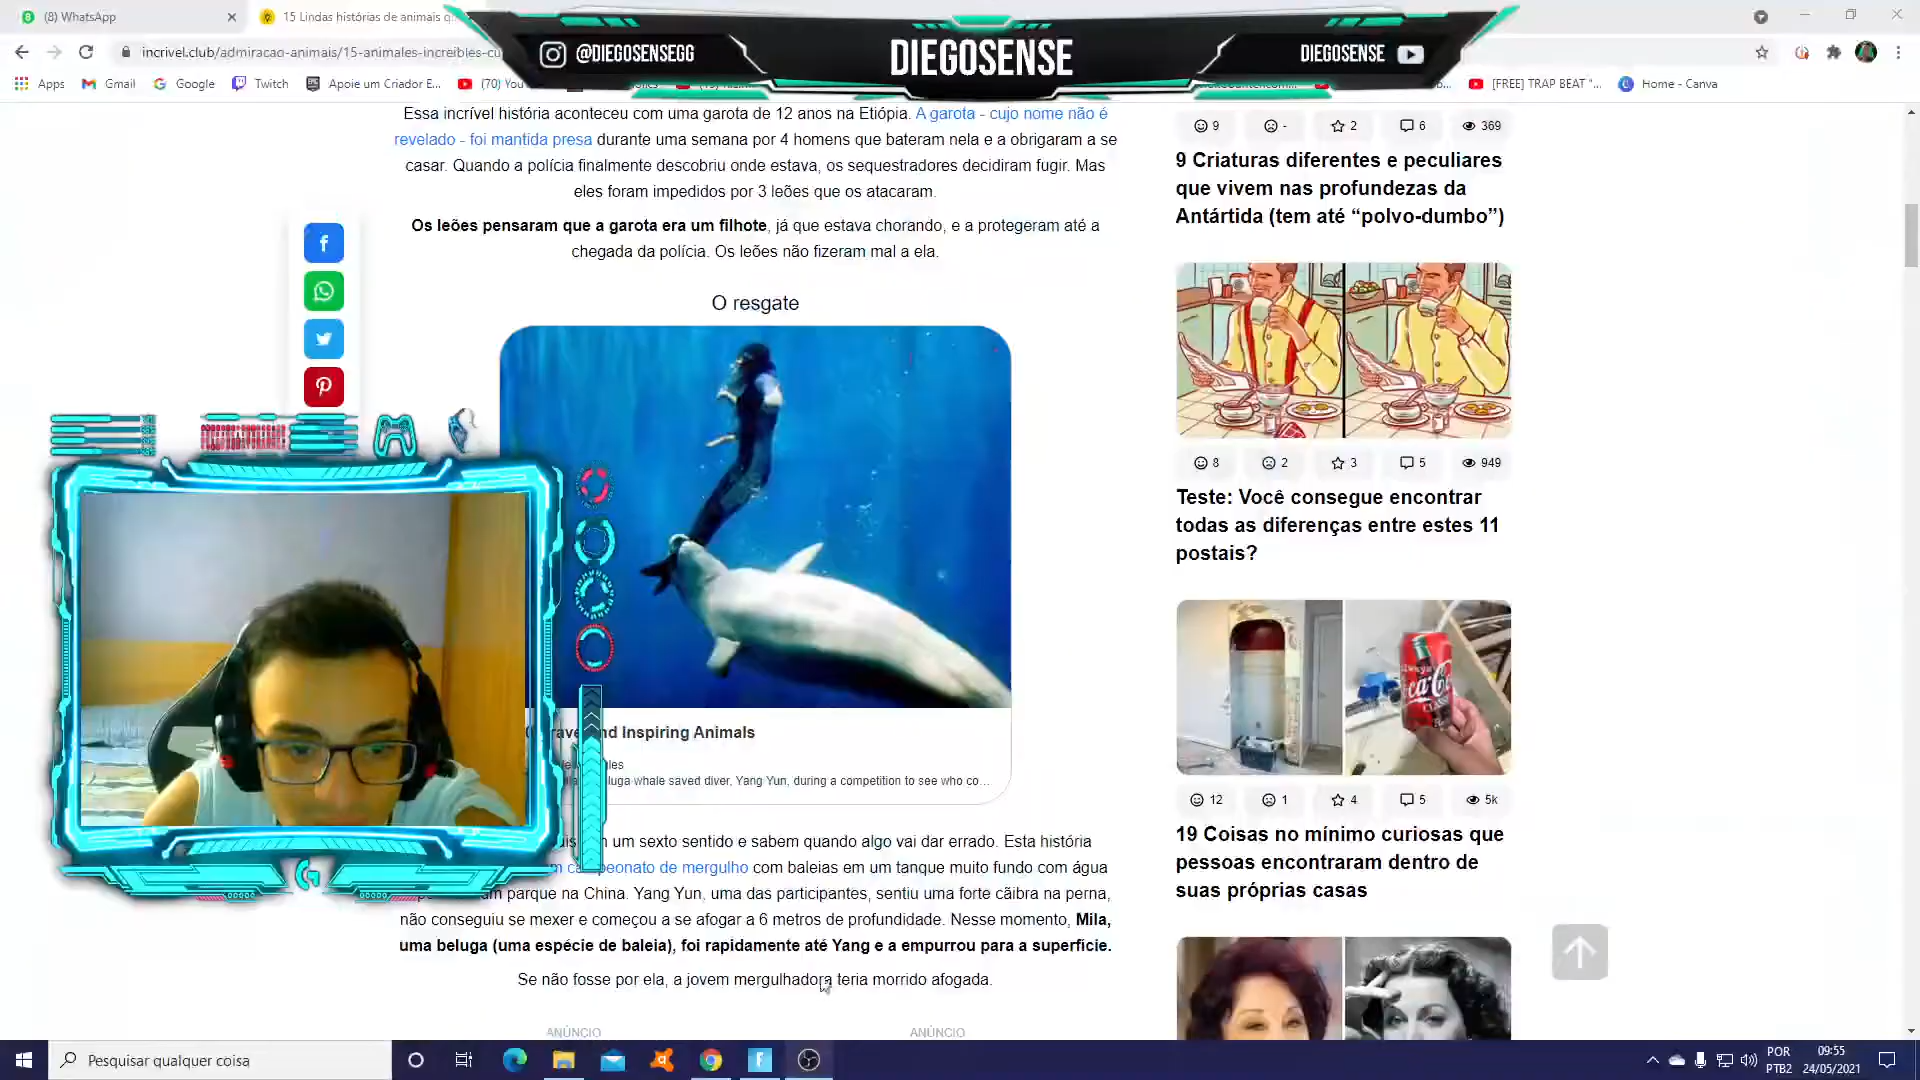 (8) WhatsApp
15 Lindas histórias de animais
incrivel.club/admiracao-animais/15-animales-increibles-cu
@DIEGOSENSEGG
DIEGOSENSE
DIEGOSENSE
Apps
Gmail
Google
Twitch
Apoie um Criador E...
(70) You
[FREE] TRAP BEAT "...
Home - Canva
Essa incrível história aconteceu com uma garota de 12 anos na Etiópia. A garota - cujo nome não é
revelado - foi mantida presa durante uma semana por 4 homens que bateram nela e a obrigaram a se
casar. Quando a polícia finalmente descobriu onde estava, os sequestradores decidiram fugir. Mas
eles foram impedidos por 3 leões que os atacaram.
Os leões pensaram que a garota era um filhote, já que estava chorando, e a protegeram até a
chegada da polícia. Os leões não fizeram mal a ela.
O resgate
nd Inspiring Animals
luga whale saved diver, Yang Yun, during a competition to see who co...
um sexto sentido e sabem quando algo vai dar errado. Esta história
campeonato de mergulho com baleias em um tanque muito fundo com água
parque na China. Yang Yun, uma das participantes, sentiu uma forte cãibra na perna,
não conseguiu se mexer e começou a se afogar a 6 metros de profundidade. Nesse momento, Mila,
uma beluga (uma espécie de baleia), foi rapidamente até Yang e a empurrou para a superfície.
Se não fosse por ela, a jovem mergulhadora teria morrido afogada.
ANÚNCIO
ANÚNCIO
9 - 2 6 369
9 Criaturas diferentes e peculiares
que vivem nas profundezas da
Antártida (tem até “polvo-dumbo”)
8 2 3 5 949
Teste: Você consegue encontrar
todas as diferenças entre estes 11
postais?
12 1 4 5 5k
19 Coisas no mínimo curiosas que
pessoas encontraram dentro de
suas próprias casas
Pesquisar qualquer coisa
POR
PTB2
09:55
24/05/2021